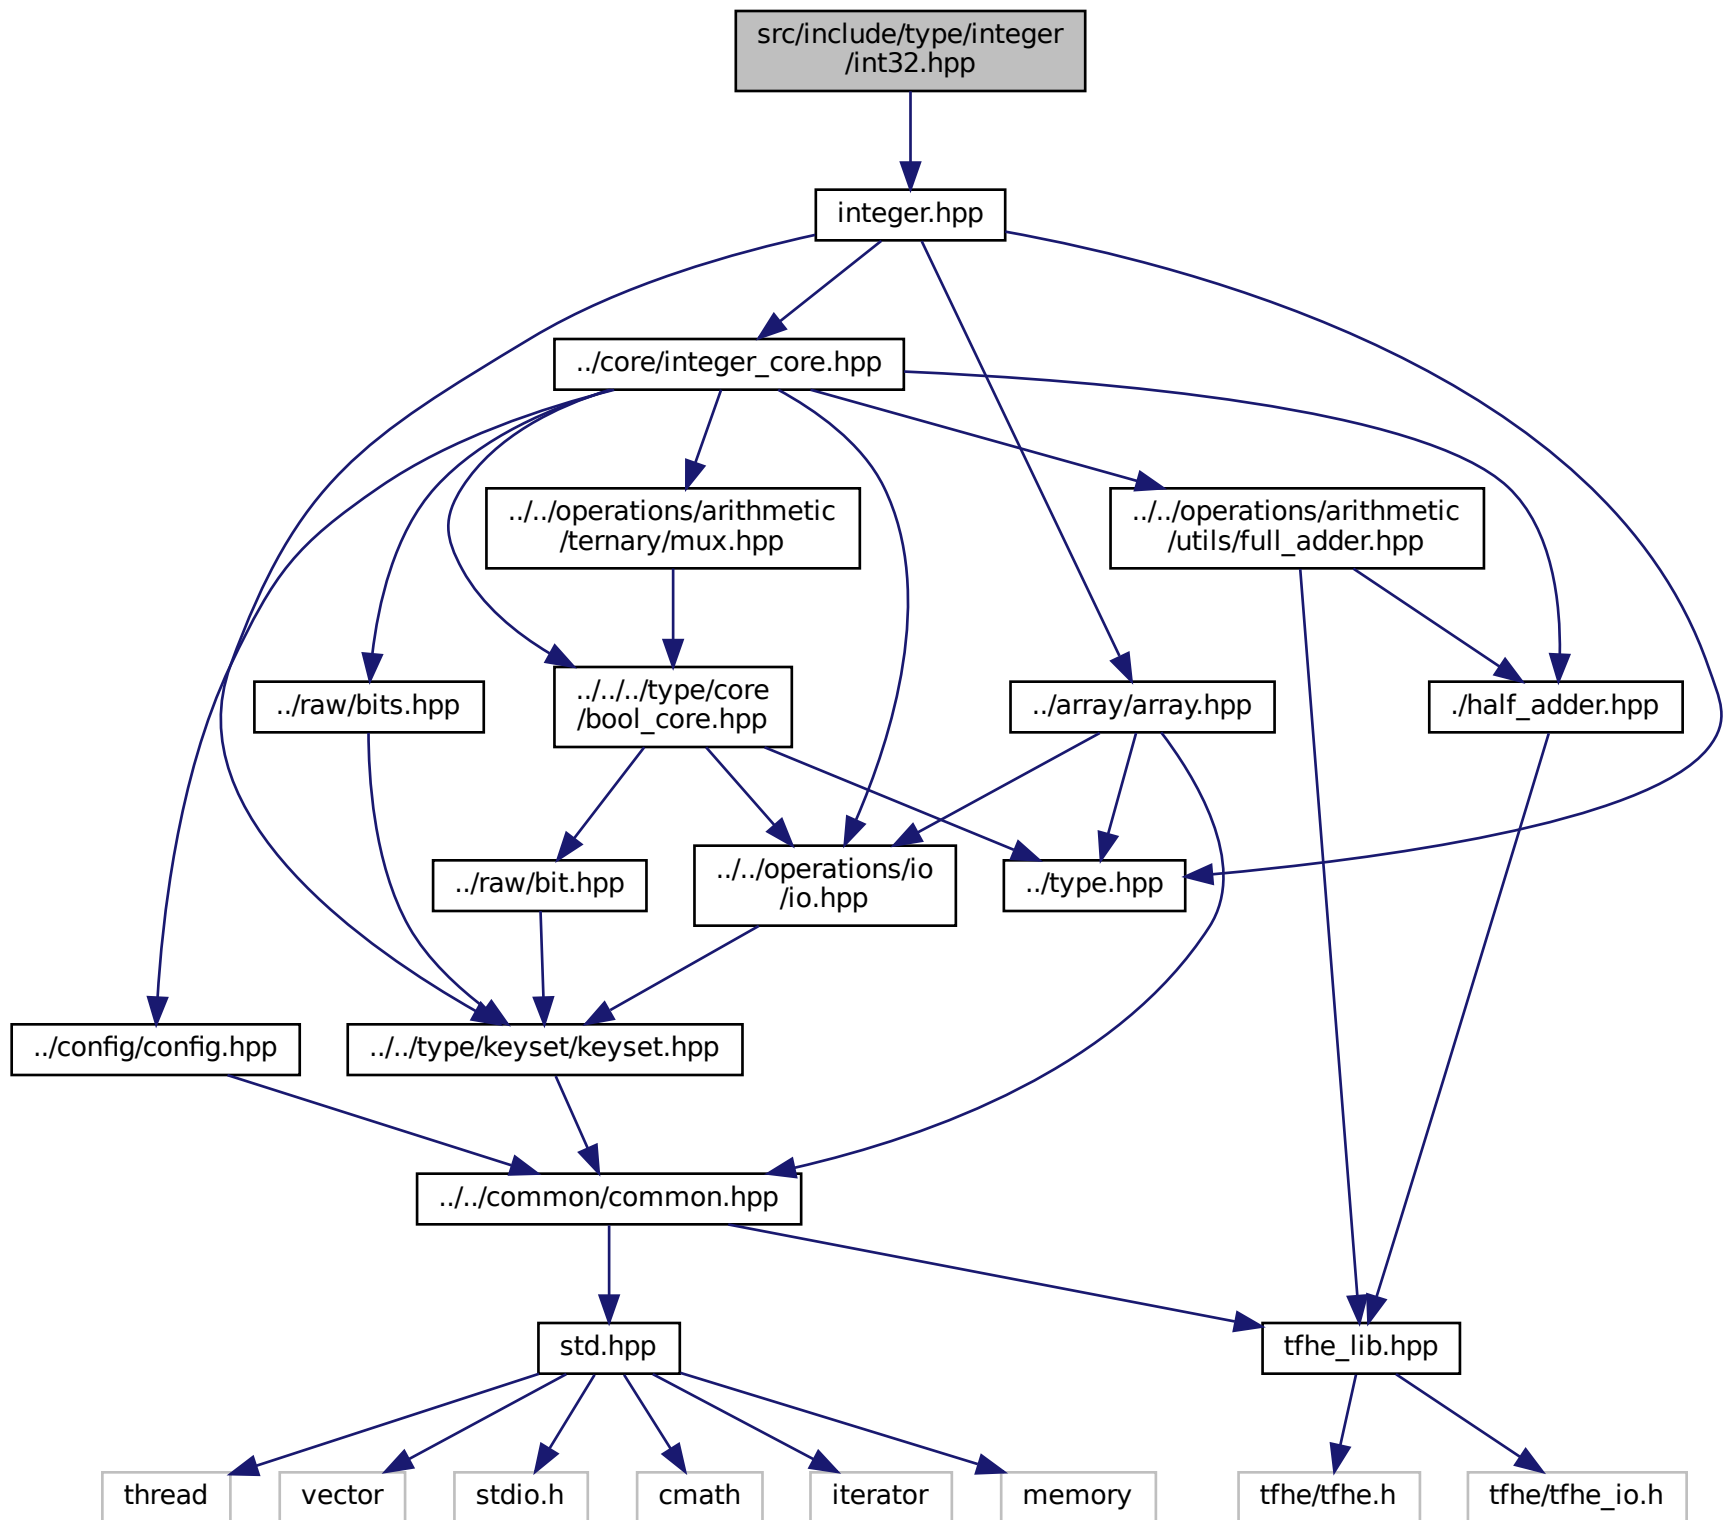 src/include/type/integer
/int32.hpp
integer.hpp
../core/integer_core.hpp
../../operations/arithmetic
/ternary/mux.hpp
../../operations/arithmetic
/utils/full_adder.hpp
../raw/bits.hpp
../../../type/core
/bool_core.hpp
../array/array.hpp
./half_adder.hpp
../raw/bit.hpp
../../operations/io
/io.hpp
../type.hpp
../config/config.hpp
../../type/keyset/keyset.hpp
../../common/common.hpp
std.hpp
tfhe_lib.hpp
thread
vector
stdio.h
cmath
iterator
memory
tfhe/tfhe.h
tfhe/tfhe_io.h